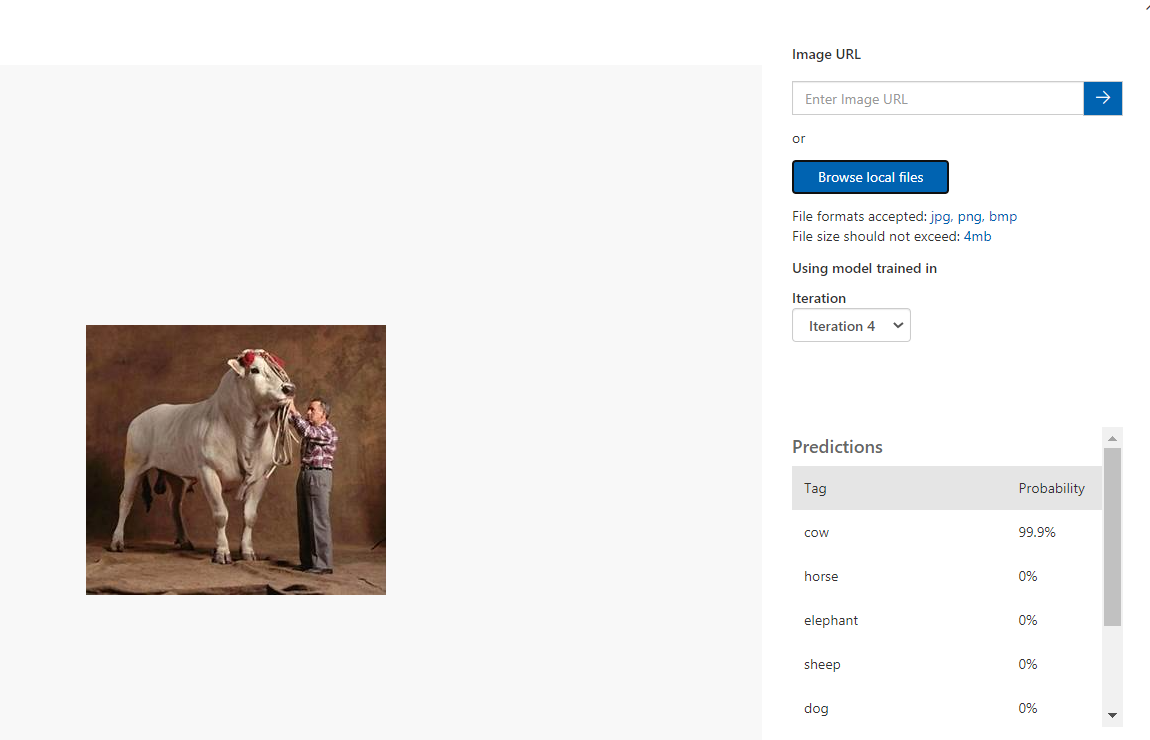 Image URL
Enter Image URL
or
Browse local files
File formats accepted: jpg, png, bmp
File size should not exceed: 4mb
Using model trained in
Iteration
Iteration 4
Predictions
Tag Probability
cow 99.9%
horse 0%
elephant 0%
sheep 0%
dog 0%